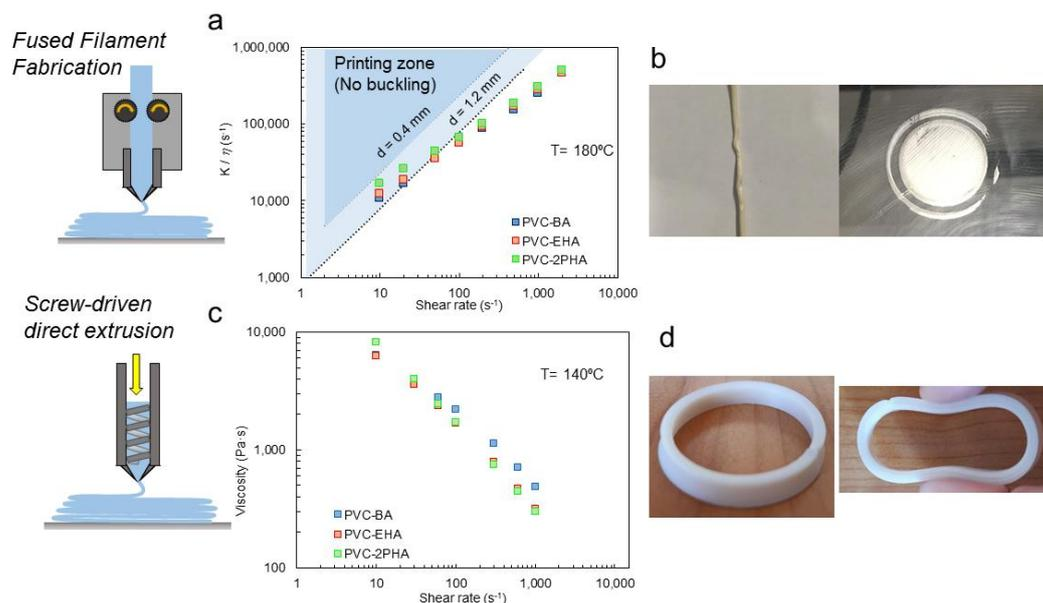 Fused Filament
Fabrication
a
1,000,000
100,000
10,000
1,000
K / η (s⁻¹)
Printing zone
(No buckling)
d = 0.4 mm
d = 1.2 mm
T= 180ºC
PVC-BA
PVC-EHA
PVC-2PHA
1
10
100
1,000
10,000
Shear rate (s⁻¹)
b
Screw-driven
direct extrusion
c
10,000
1,000
100
Viscosity (Pa·s)
T= 140ºC
PVC-BA
PVC-EHA
PVC-2PHA
1
10
100
1,000
10,000
Shear rate (s⁻¹)
d